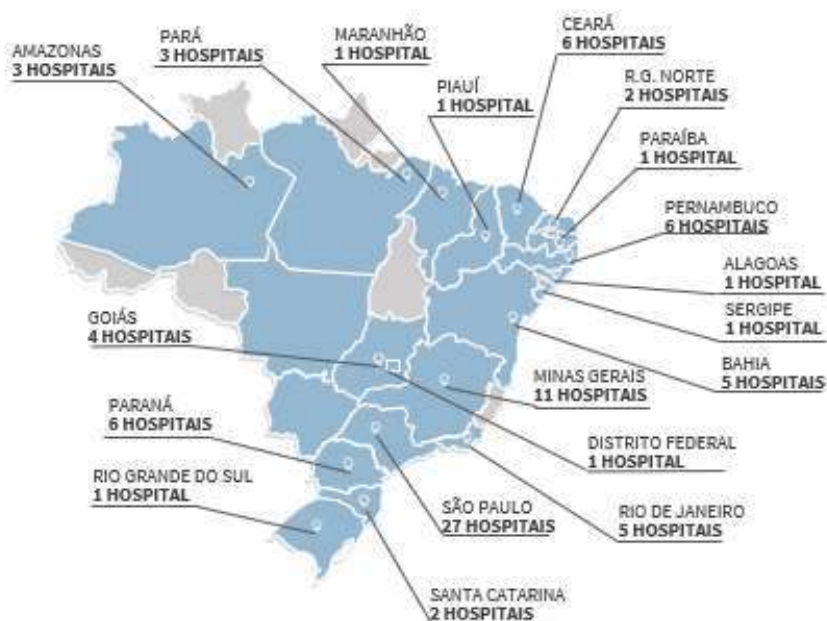 AMAZONAS
3 HOSPITAIS
PARÁ
3 HOSPITAIS
MARANHÃO
1 HOSPITAL
PIAUÍ
1 HOSPITAL
CEARÁ
6 HOSPITAIS
R.G. NORTE
2 HOSPITAIS
PARAÍBA
1 HOSPITAL
PERNAMBUCO
6 HOSPITAIS
ALAGOAS
1 HOSPITAL
SERGIPE
1 HOSPITAL
BAHIA
5 HOSPITAIS
GOIÁS
4 HOSPITAIS
MINAS GERAIS
11 HOSPITAIS
PARANÁ
6 HOSPITAIS
DISTRITO FEDERAL
1 HOSPITAL
RIO GRANDE DO SUL
1 HOSPITAL
SÃO PAULO
27 HOSPITAIS
RIO DE JANEIRO
5 HOSPITAIS
SANTA CATARINA
2 HOSPITAIS